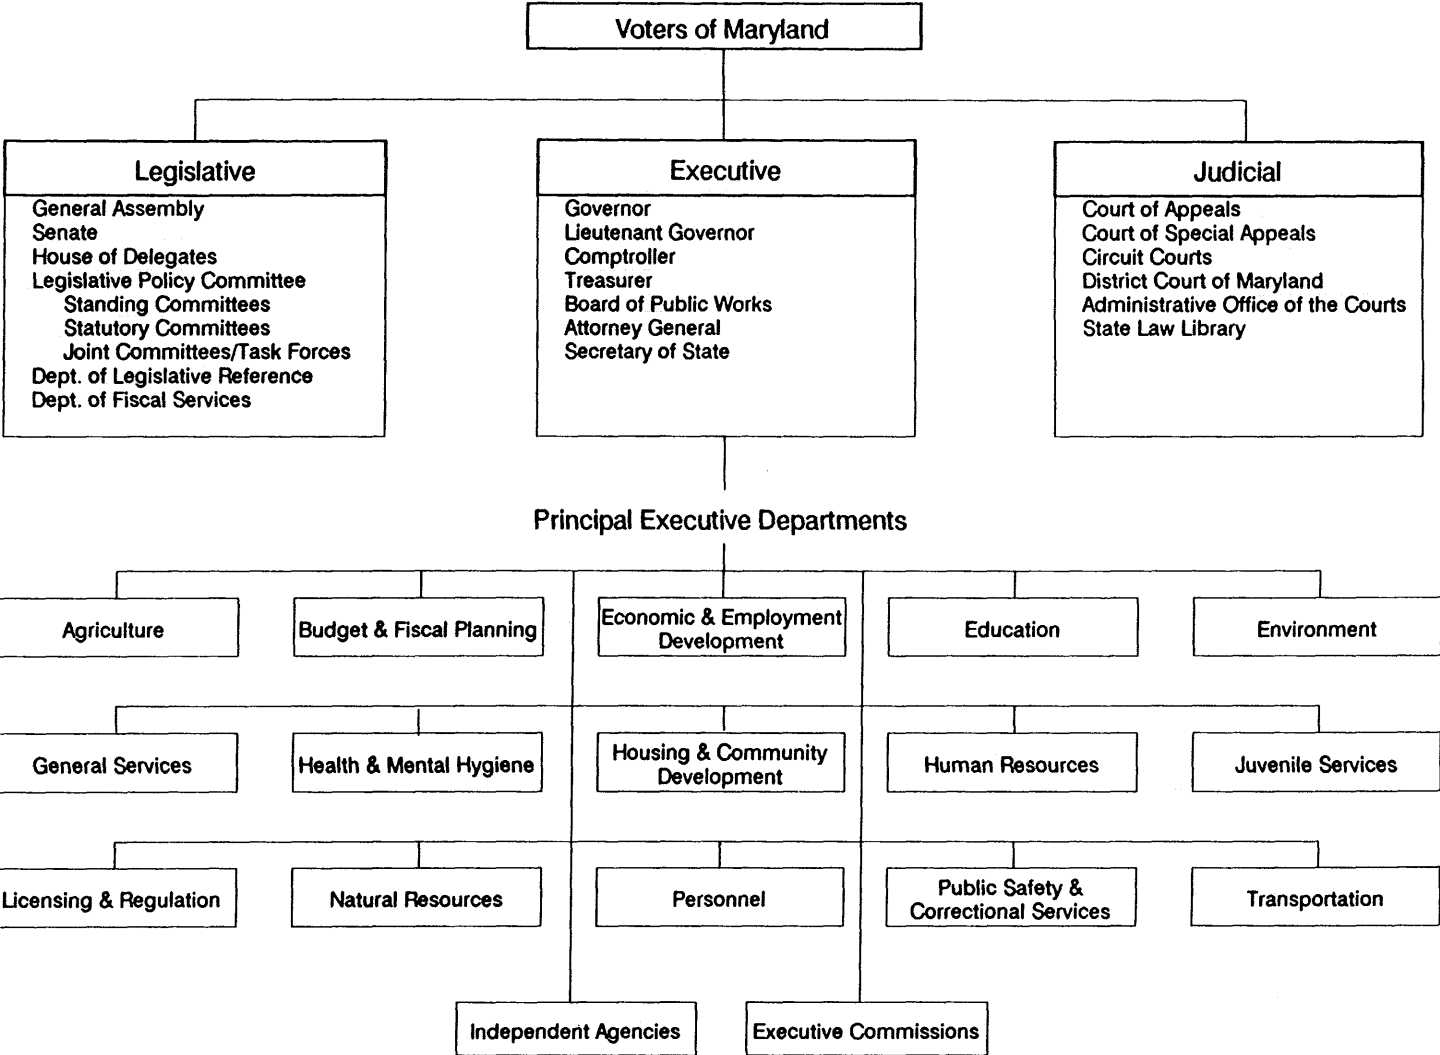 Voters of Maryland
Legislative
General Assembly
Senate
House of Delegates
Legislative Policy Committee
Standing Committees
Statutory Committees
Joint Committees/Task Forces
Dept. of Legislative Reference
Dept. of Fiscal Services
Executive
Governor
Lieutenant Governor
Comptroller
Treasurer
Board of Public Works
Attorney General
Secretary of State
Judicial
Court of Appeals
Court of Special Appeals
Circuit Courts
District Court of Maryland
Administrative Office of the Courts
State Law Library
Principal Executive Departments
Agriculture
Budget & Fiscal Planning
Economic & Employment
Development
Education
Environment
General Services
Health & Mental Hygiene
Housing & Community
Development
Human Resources
Juvenile Services
Licensing & Regulation
Natural Resources
Personnel
Public Safety &
Correctional Services
Transportation
Independent Agencies
Executive Commissions